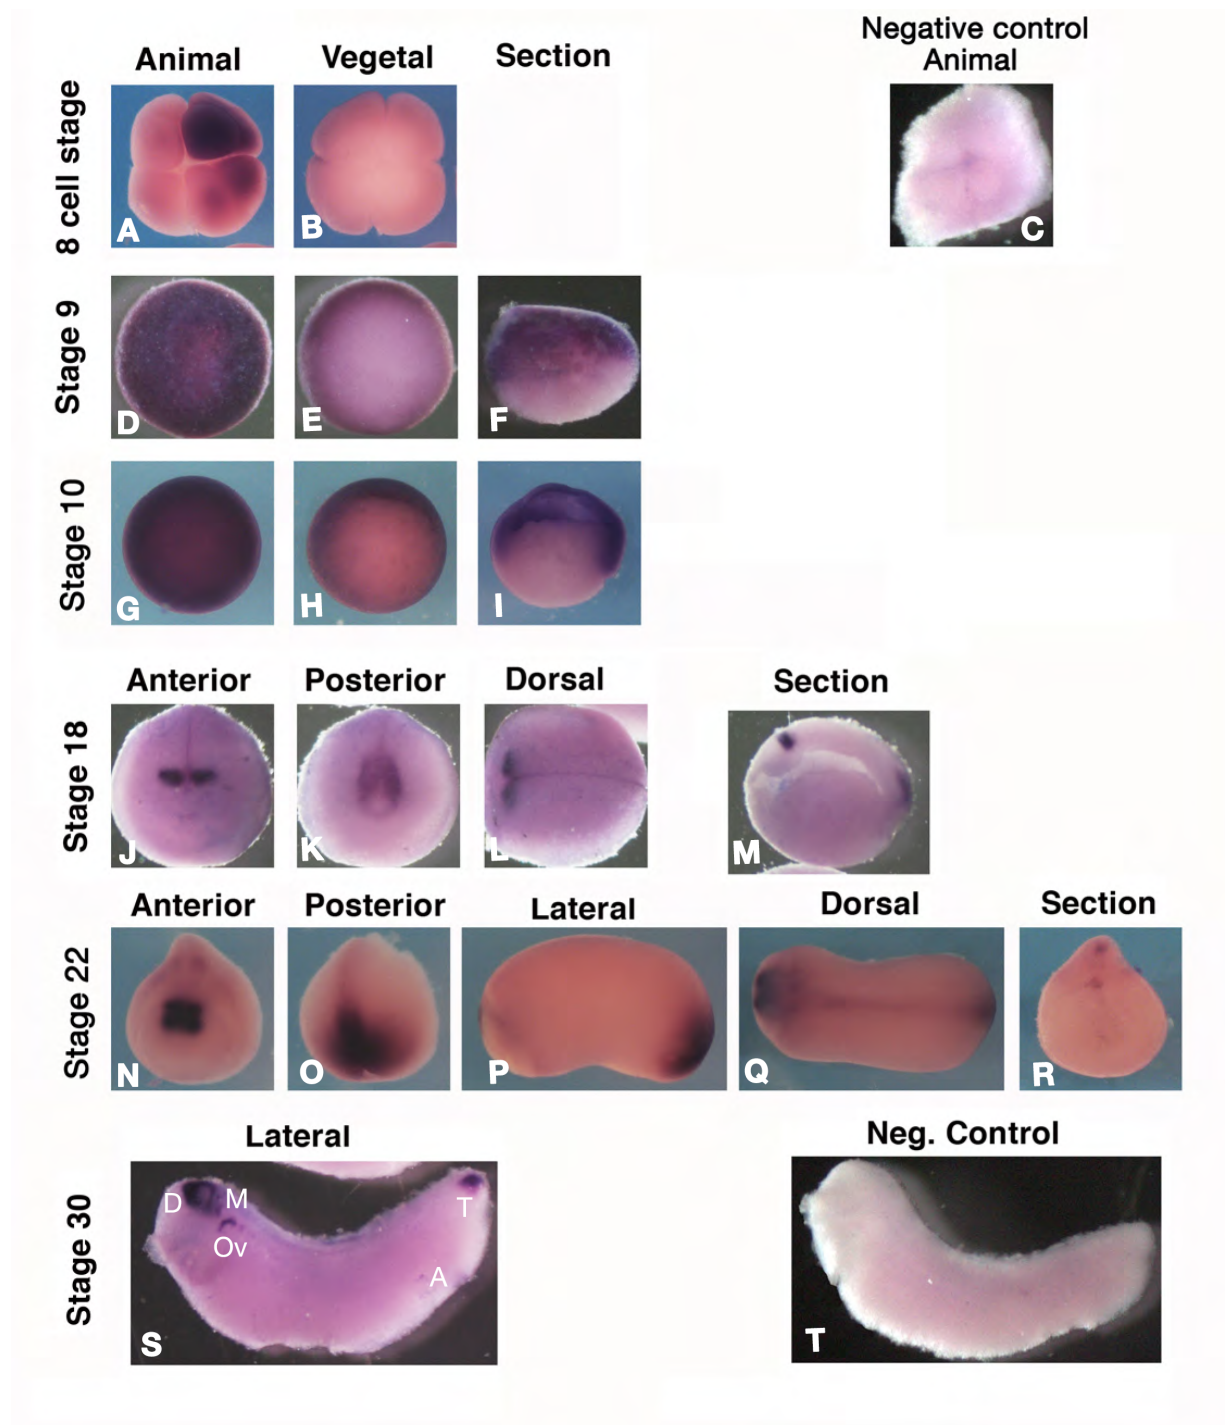 Negative control
Animal
Animal Vegetal Section
8 cell stage
A B C
Stage 9
D E F
Stage 10
G H I
Anterior Posterior Dorsal Section
Stage 18
J K L M
Anterior Posterior Lateral Dorsal Section
Stage 22
N O P Q R
Lateral Neg. Control
Stage 30
D M T
Ov
A
S T